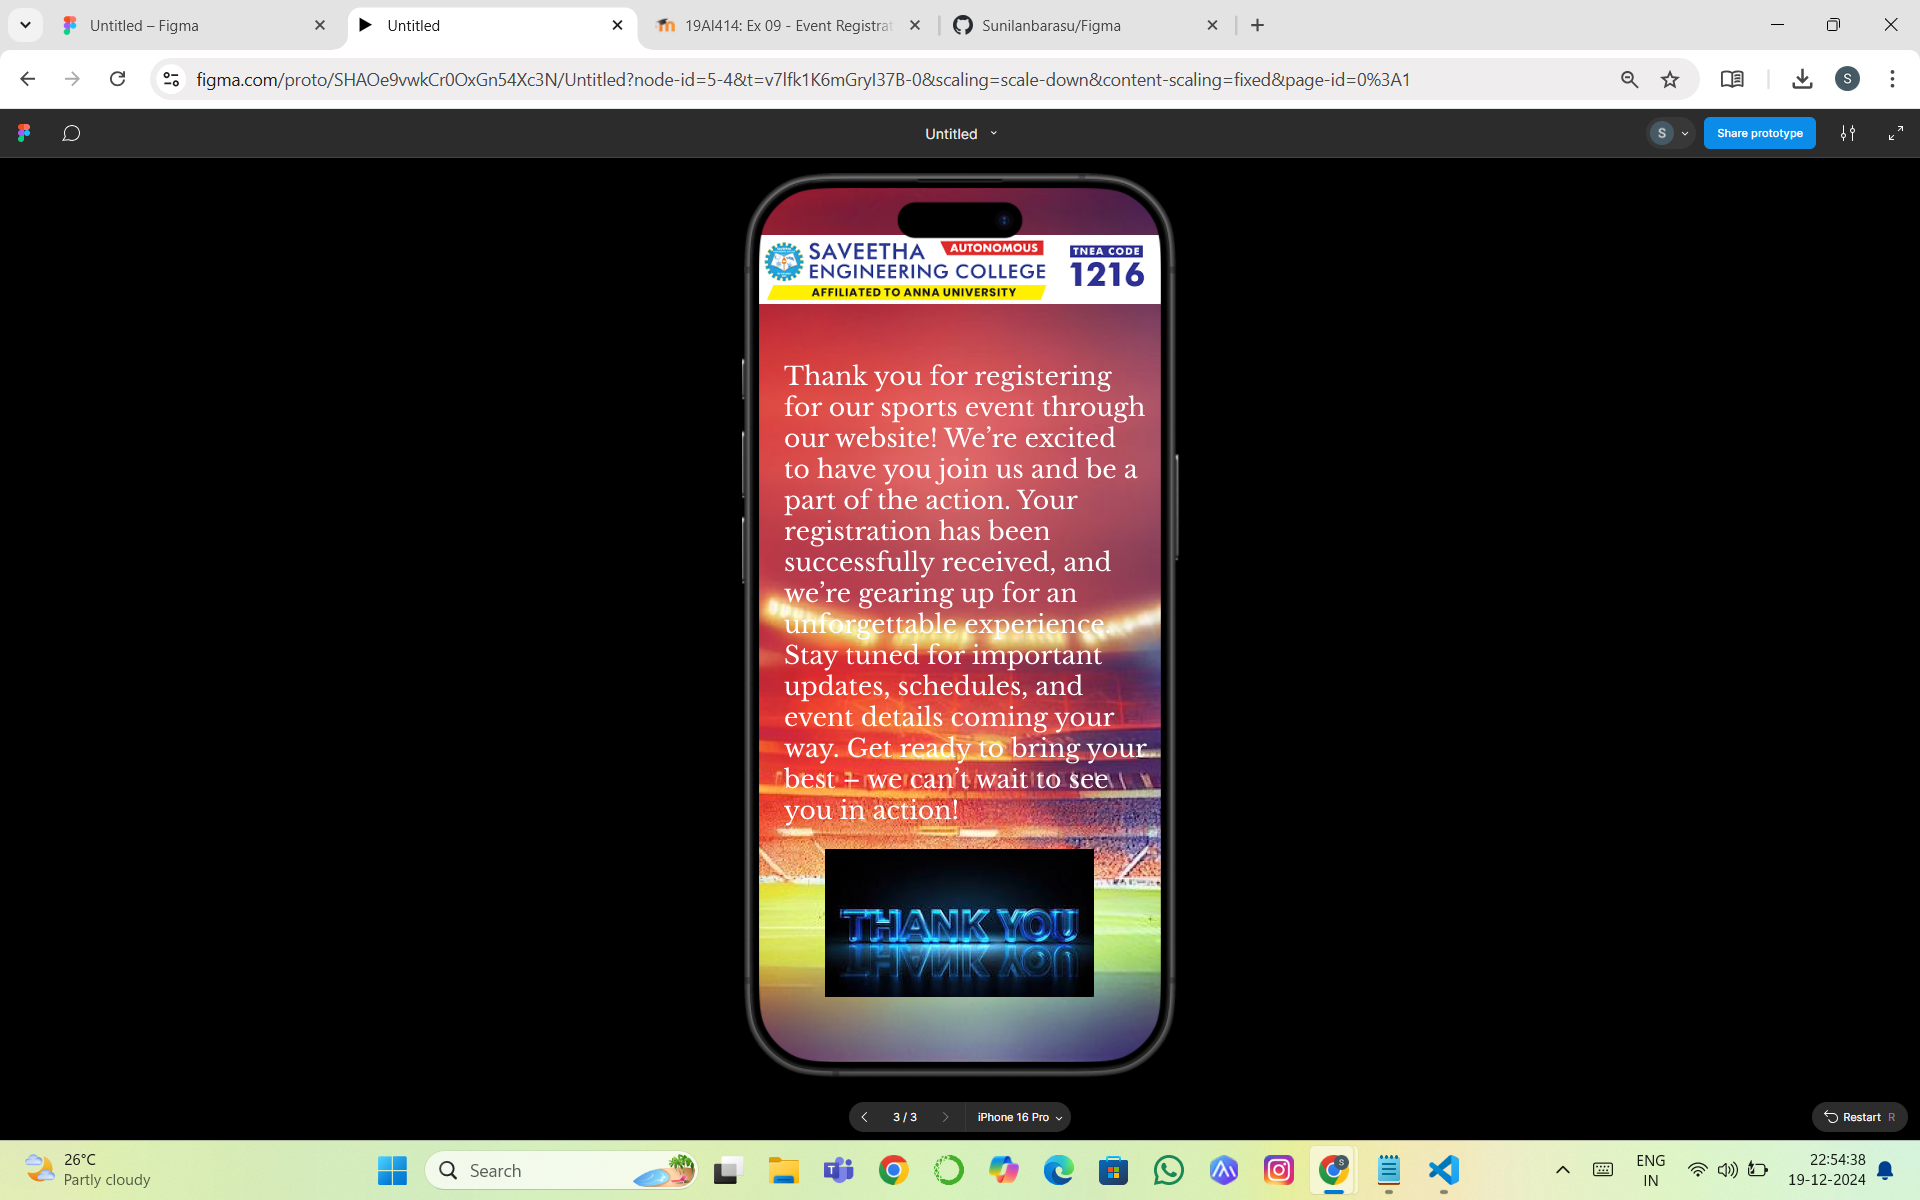 Untitled – Figma
Untitled
19AI414: Ex 09 - Event Registrat
Sunilanbarasu/Figma
figma.com/proto/SHAOe9vwkCr0OxGn54Xc3N/Untitled?node-id=5-4&t=v7lfk1K6mGryI37B-0&scaling=scale-down&content-scaling=fixed&page-id=0%3A1
S
Untitled
S
Share prototype
SAVEETHA AUTONOMOUS
ENGINEERING COLLEGE
AFFILIATED TO ANNA UNIVERSITY
TNEA CODE
1216
Thank you for registering
for our sports event through
our website! We’re excited
to have you join us and be a
part of the action. Your
registration has been
successfully received, and
we’re gearing up for an
unforgettable experience.
Stay tuned for important
updates, schedules, and
event details coming your
way. Get ready to bring your
best – we can’t wait to see
you in action!
THANK YOU
3 / 3
iPhone 16 Pro
Restart R
26°C
Partly cloudy
Search
ENG
IN
22:54:38
19-12-2024